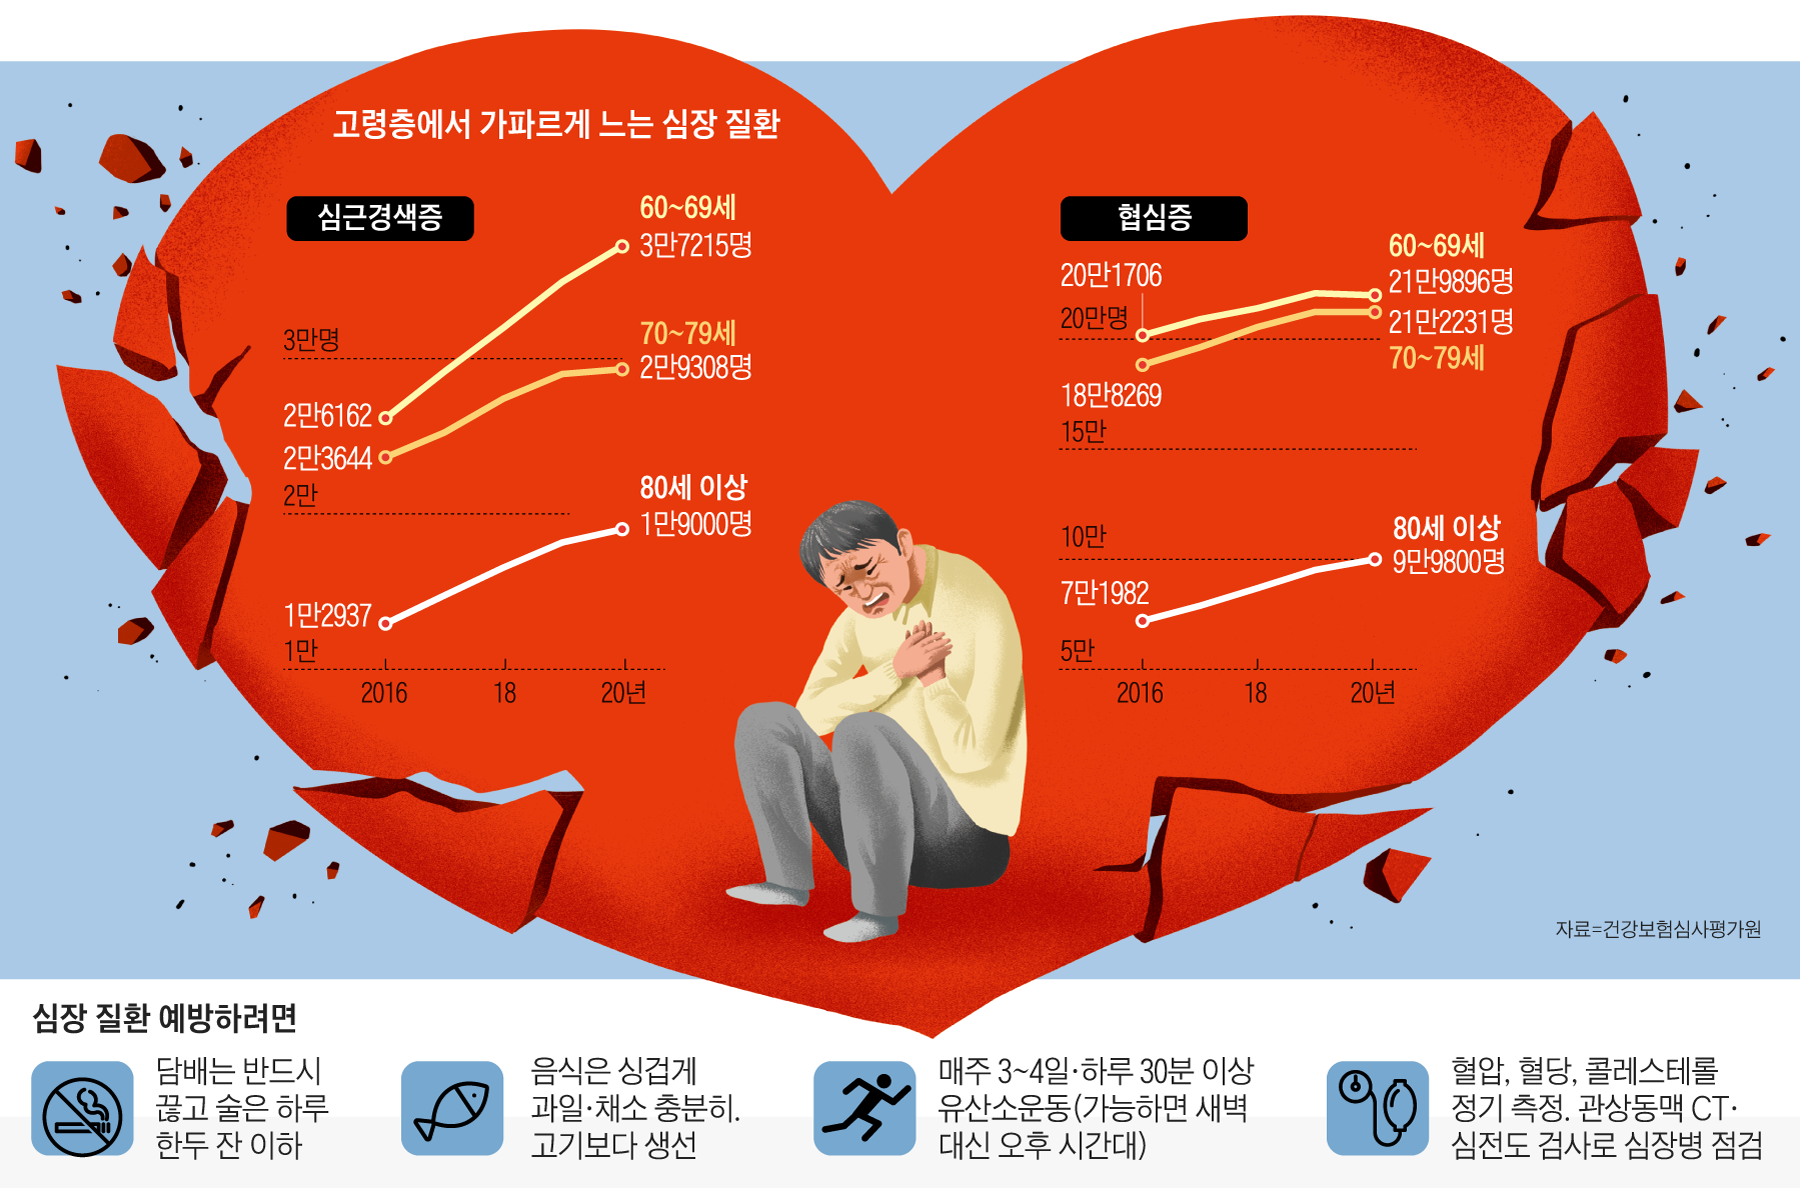 고령층에서 가파르게 느는 심장 질환
심근경색증
60~69세
3만7215명
3만명
70~79세
2만9308명
2만6162
2만3644
2만
80세 이상
1만9000명
1만2937
1만
2016
18
20년
협심증
60~69세
21만9896명
20만1706
20만명
21만2231명
70~79세
18만8269
15만
10만
80세 이상
9만9800명
7만1982
5만
2016
18
20년
자료=건강보험심사평가원
심장 질환 예방하려면
담배는 반드시
끊고 술은 하루
한두 잔 이하
음식은 싱겁게
과일·채소 충분히.
고기보다 생선
매주 3~4일·하루 30분 이상
유산소운동(가능하면 새벽
대신 오후 시간대)
혈압, 혈당, 콜레스테롤
정기 측정. 관상동맥 CT·
심전도 검사로 심장병 점검